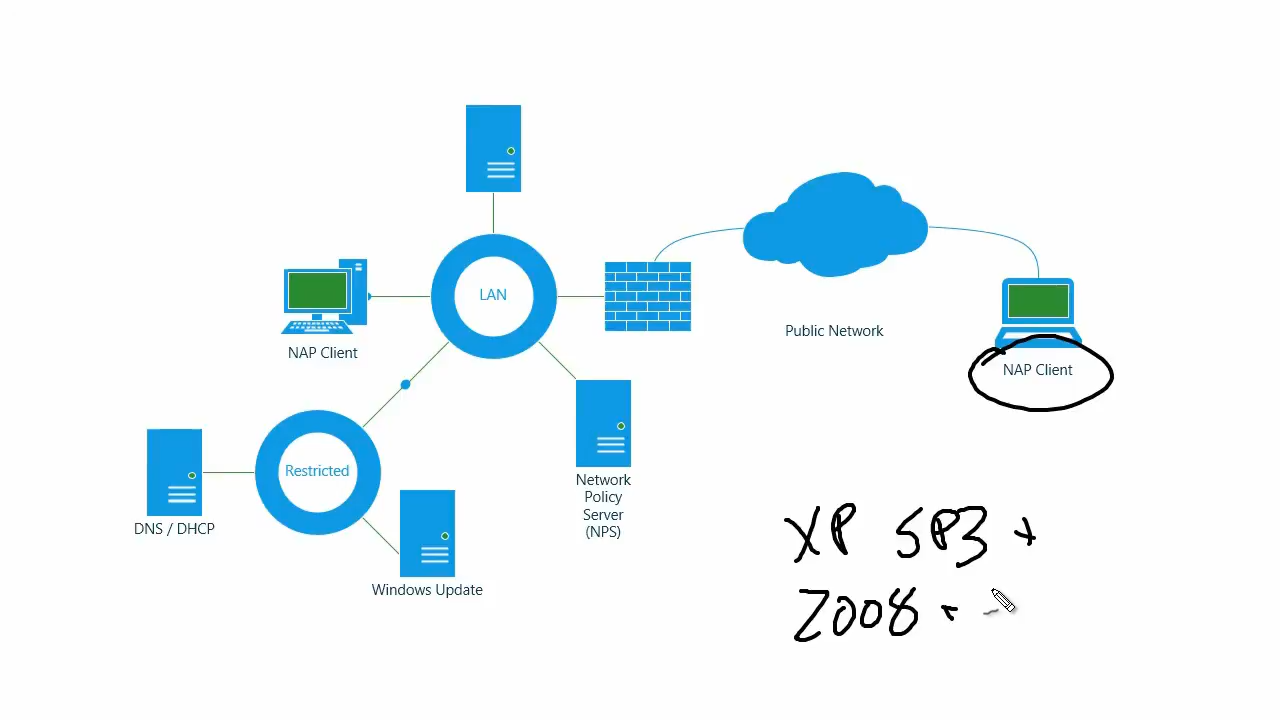 LAN
NAP Client
Public Network
NAP Client
Restricted
DNS / DHCP
Network
Policy
Server
(NPS)
Windows Update
XP SP3 +
2008 +